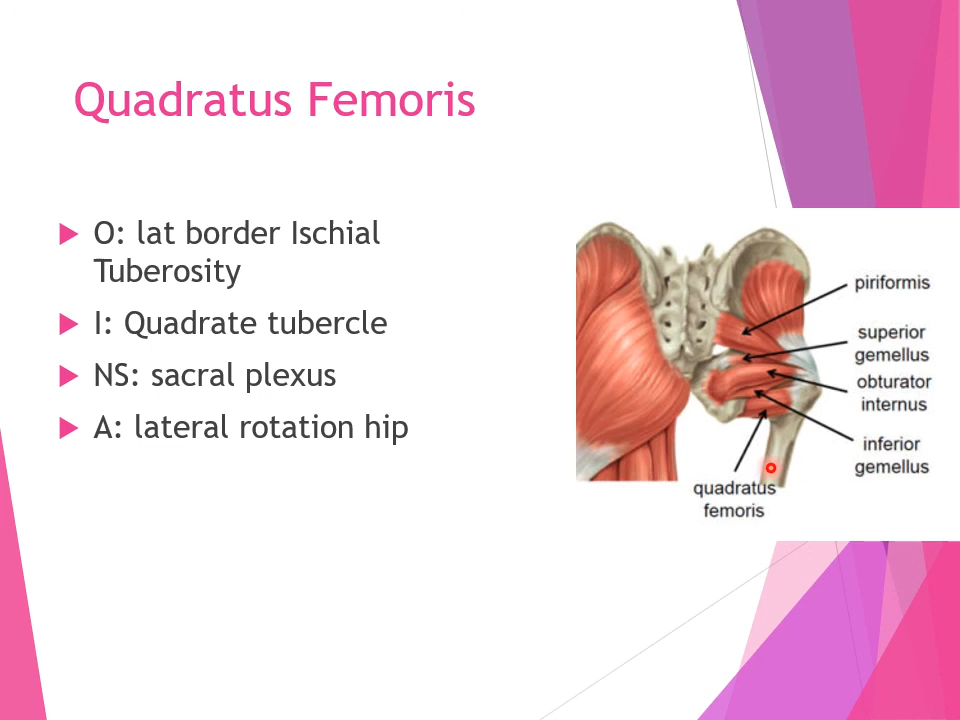 Quadratus Femoris
O: lat border Ischial
Tuberosity
I: Quadrate tubercle
NS: sacral plexus
A: lateral rotation hip
piriformis
superior
gemellus
obturator
internus
inferior
gemellus
quadratus
femoris